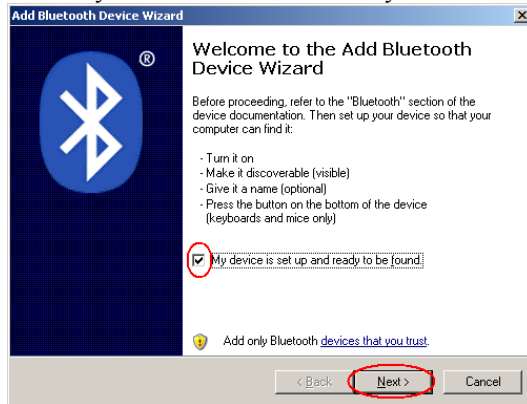 Add Bluetooth Device Wizard
®
Welcome to the Add Bluetooth
Device Wizard
Before proceeding, refer to the "Bluetooth" section of the
device documentation. Then set up your device so that your
computer can find it:
- Turn it on
- Make it discoverable (visible)
- Give it a name (optional)
- Press the button on the bottom of the device
(keyboards and mice only)
My device is set up and ready to be found.
Add only Bluetooth devices that you trust.
< Back Next > Cancel